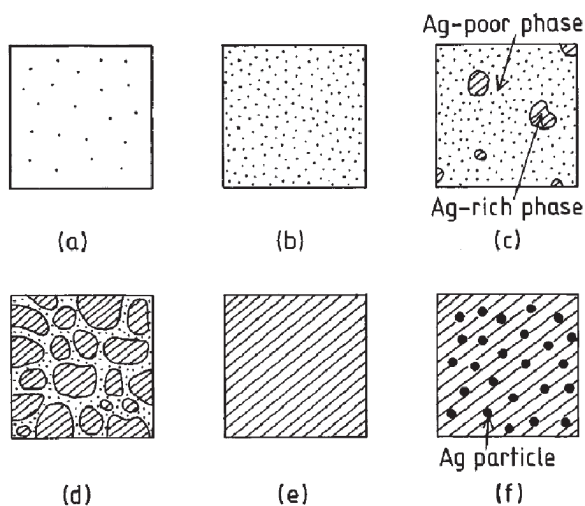 Ag-poor phase
Ag-rich phase
(a)
(b)
(c)
Ag particle
(d)
(e)
(f)